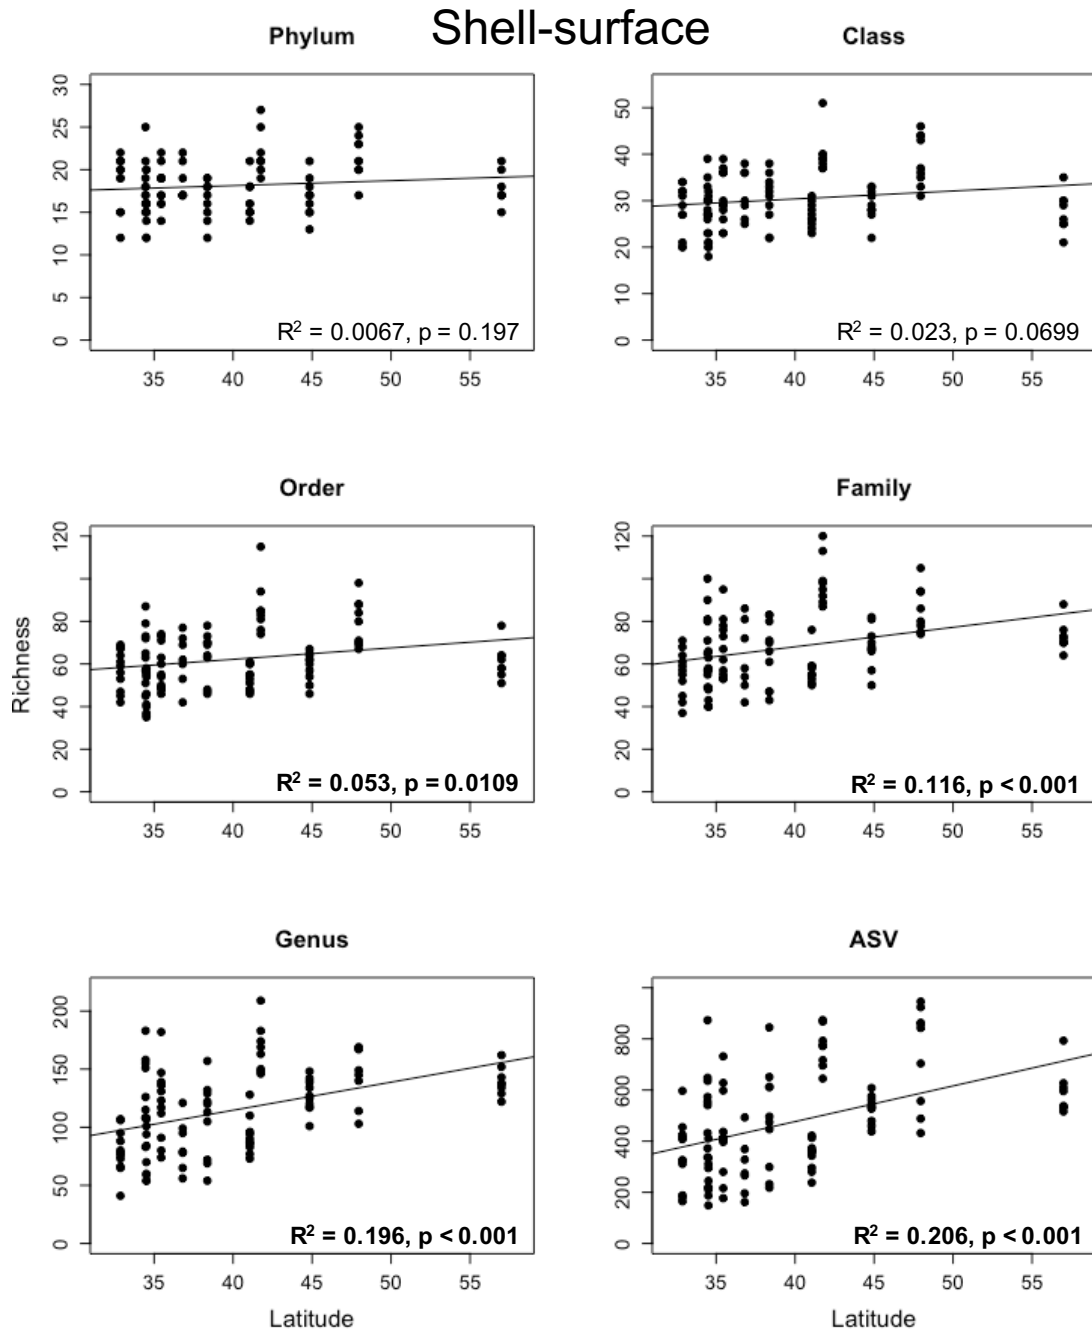 Shell-surface
Phylum
30
25
20
15
10
5
0
R² = 0.0067, p = 0.197
35 40 45 50 55
Class
50
40
30
20
10
0
R² = 0.023, p = 0.0699
35 40 45 50 55
Order
Richness
120
80
60
40
20
0
R² = 0.053, p = 0.0109
35 40 45 50 55
Family
120
80
60
40
20
0
R² = 0.116, p < 0.001
35 40 45 50 55
Genus
200
150
100
50
0
R² = 0.196, p < 0.001
35 40 45 50 55
Latitude
ASV
800
600
400
200
0
R² = 0.206, p < 0.001
35 40 45 50 55
Latitude